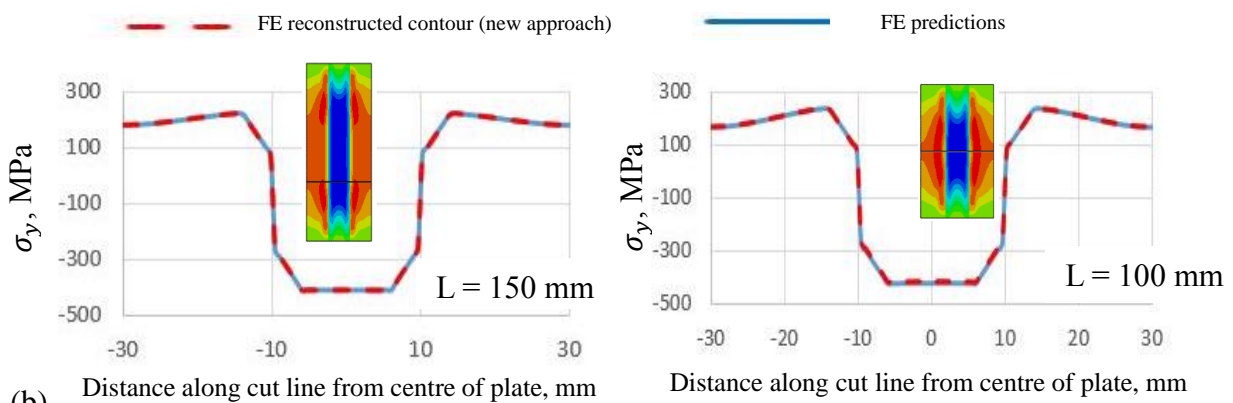 FE reconstructed contour (new approach)
FE predictions
300
100
-100
-300
-500
σy, MPa
L = 150 mm
-30
-10
10
30
Distance along cut line from centre of plate, mm
300
100
-100
-300
-500
σy, MPa
L = 100 mm
-30
-20
-10
0
10
20
30
Distance along cut line from centre of plate, mm
(b)